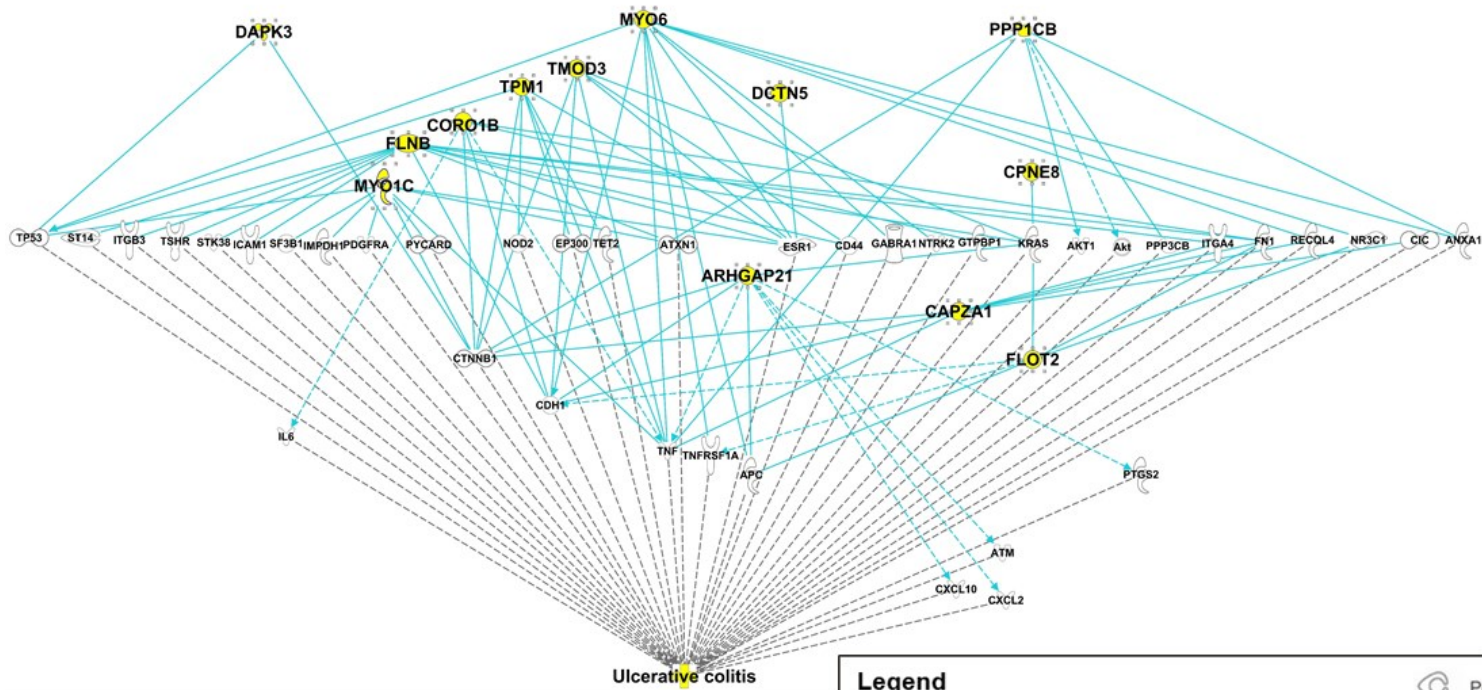 MYO6
DAPK3
PPP1CB
TMOD3
TPM1
DCTN5
CORO1B
FLNB
CPNE8
MYO1C
TP53
ST14
ITGB3
TSHR
STK38
ICAM1
SF3B1
IMPDH1
PDGFRA
PYCARD
NOD2
EP300
TET2
ATXN1
ESR1
CD44
GABRA1
NTRK2
GTPBP1
KRAS
AKT1
Akt
PPP3CB
ITGA4
FN1
RECQL4
NR3C1
CIC
ANXA1
ARHGAP21
CAPZA1
CTNNB1
FLOT2
CDH1
IL6
TNF
TNFRSF1A
APC
PTGS2
ATM
CXCL10
CXCL2
Ulcerative colitis
Legend